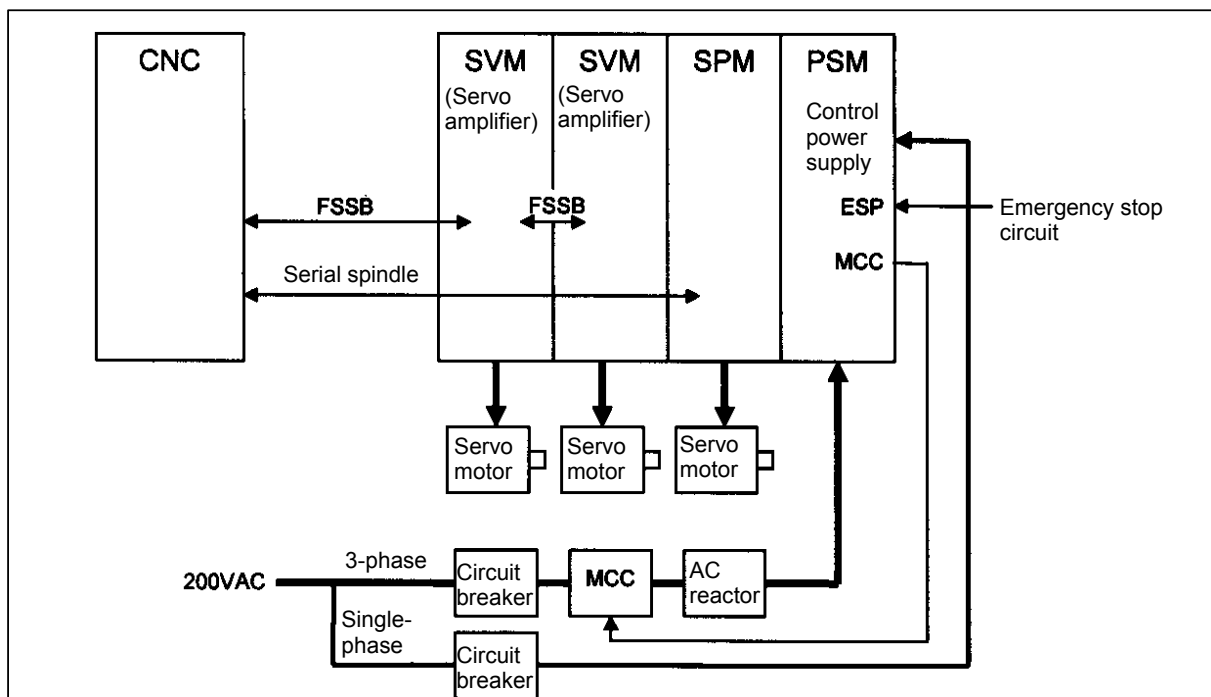 CNC
SVM
(Servo
amplifier)
SVM
(Servo
amplifier)
SPM
PSM
Control
power
supply
FSSB
FSSB
ESP
Emergency stop
circuit
MCC
Serial spindle
Servo
motor
Servo
motor
Servo
motor
200VAC
3-phase
Circuit
breaker
MCC
AC
reactor
Single-
phase
Circuit
breaker